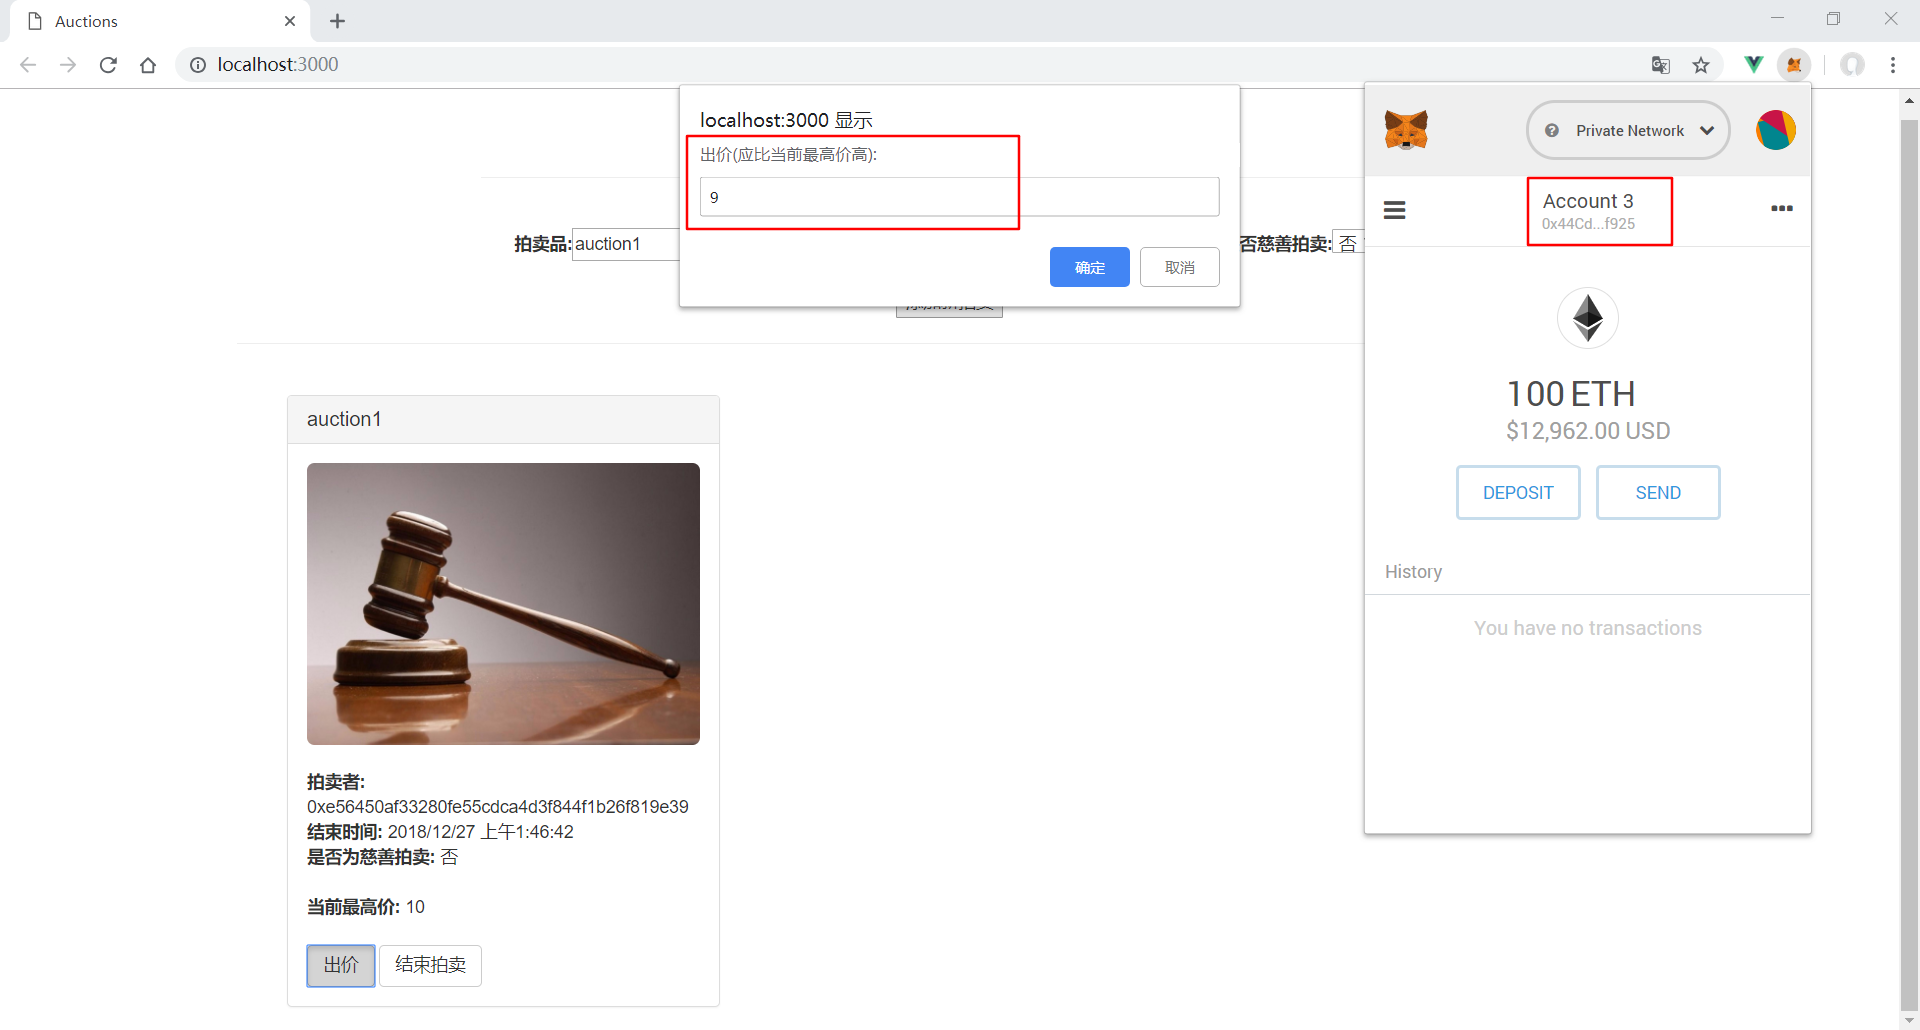 Auctions
localhost:3000
localhost:3000 显示
出价(应比当前最高价高):
9
确定
取消
拍卖品:
auction1
否慈善拍卖:
否
Private Network
Account 3
0x44Cd...f925
100 ETH
$12,962.00 USD
DEPOSIT
SEND
History
You have no transactions
auction1
拍卖者:
0xe56450af33280fe55cdca4d3f844f1b26f819e39
结束时间: 2018/12/27 上午1:46:42
是否为慈善拍卖: 否
当前最高价: 10
出价
结束拍卖